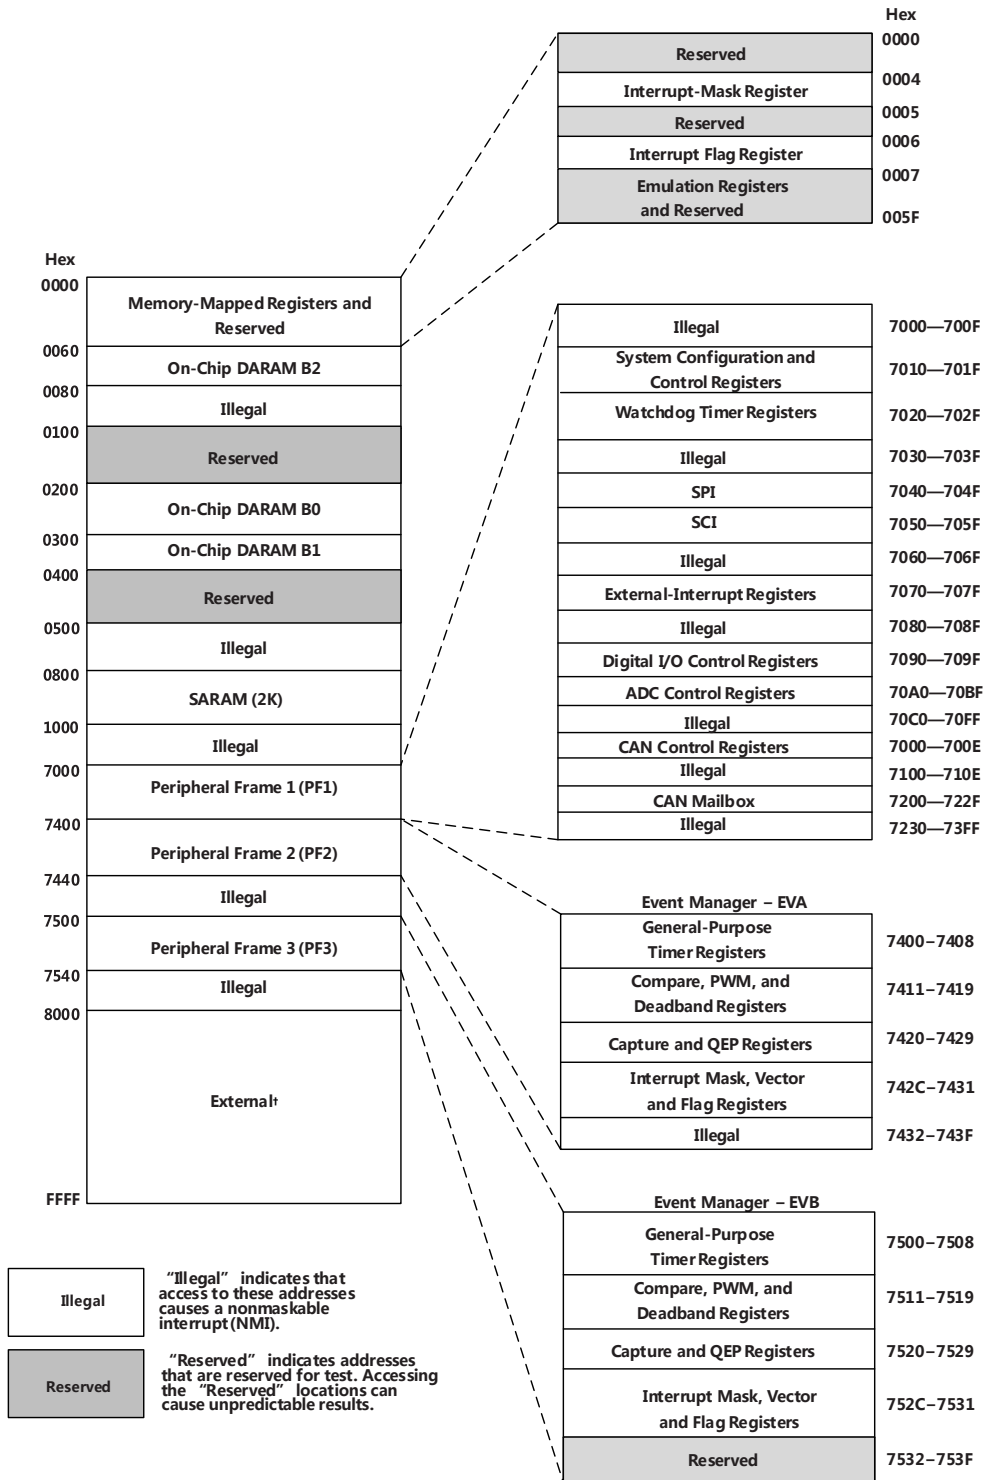 Hex
0000
Reserved
0004
Interrupt-Mask Register
0005
Reserved
0006
Interrupt Flag Register
0007
Emulation Registers
and Reserved
005F
Hex
0000
Memory-Mapped Registers and
Reserved
0060
On-Chip DARAM B2
0080
Illegal
0100
Reserved
0200
On-Chip DARAM B0
0300
On-Chip DARAM B1
0400
Reserved
0500
Illegal
0800
SARAM (2K)
1000
Illegal
7000
Peripheral Frame 1 (PF1)
7400
Peripheral Frame 2 (PF2)
7440
Illegal
7500
Peripheral Frame 3 (PF3)
7540
Illegal
8000
External†
FFFF
Illegal 7000—700F
System Configuration and
Control Registers 7010—701F
Watchdog Timer Registers 7020—702F
Illegal 7030—703F
SPI 7040—704F
SCI 7050—705F
Illegal 7060—706F
External-Interrupt Registers 7070—707F
Illegal 7080—708F
Digital I/O Control Registers 7090—709F
ADC Control Registers 70A0—70BF
Illegal 70C0—70FF
CAN Control Registers 7000—700E
Illegal 7100—710E
CAN Mailbox 7200—722F
Illegal 7230—73FF
Event Manager – EVA
General-Purpose
Timer Registers 7400–7408
Compare, PWM, and
Deadband Registers 7411–7419
Capture and QEP Registers 7420–7429
Interrupt Mask, Vector
and Flag Registers 742C–7431
Illegal 7432–743F
Event Manager – EVB
General-Purpose
Timer Registers 7500–7508
Compare, PWM, and
Deadband Registers 7511–7519
Capture and QEP Registers 7520–7529
Interrupt Mask, Vector
and Flag Registers 752C–7531
Reserved 7532–753F
Illegal
“Illegal” indicates that
access to these addresses
causes a nonmaskable
interrupt (NMI).
Reserved
“Reserved” indicates addresses
that are reserved for test. Accessing
the “Reserved” locations can
cause unpredictable results.